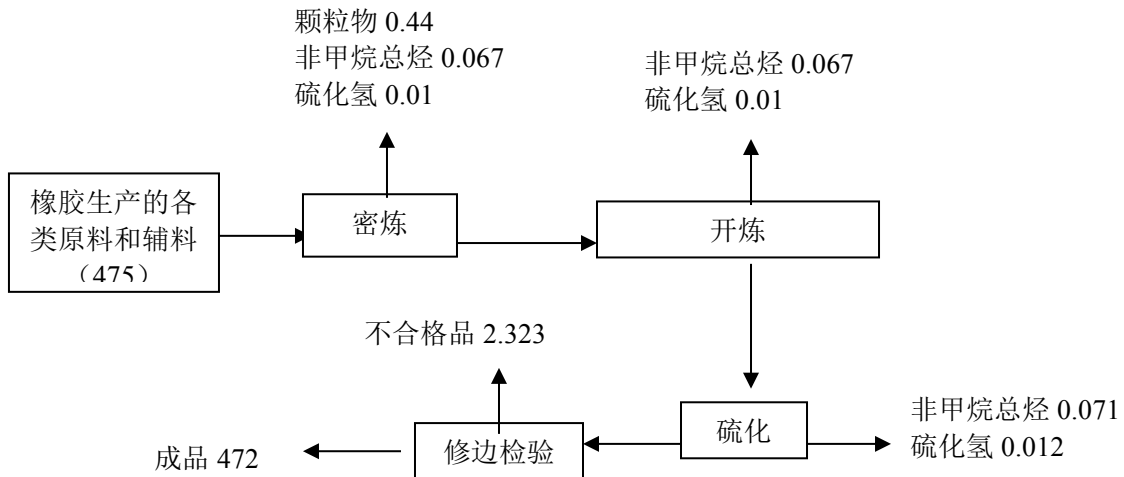 颗粒物 0.44
非甲烷总烃 0.067
硫化氢 0.01
非甲烷总烃 0.067
硫化氢 0.01
橡胶生产的各
类原料和辅料
（475）
密炼
开炼
不合格品 2.323
非甲烷总烃 0.071
硫化氢 0.012
硫化
修边检验
成品 472